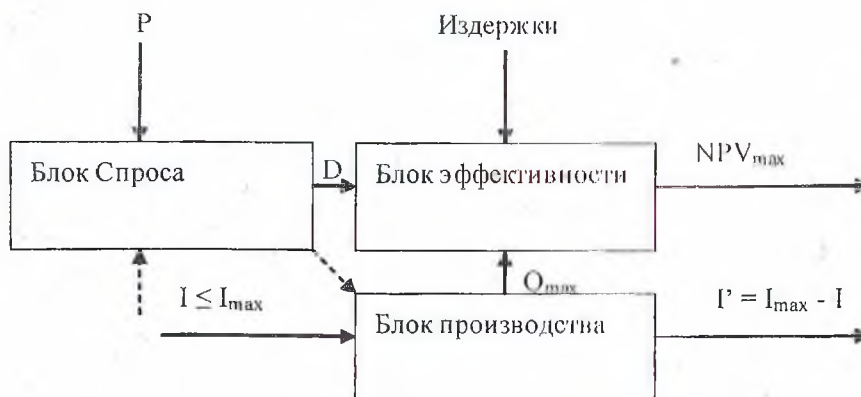 P
Издержки
Блок Спроса
D
Блок эффективности
NPVmax
I ≤ Imax
Qmax
Блок производства
I’ = Imax - I